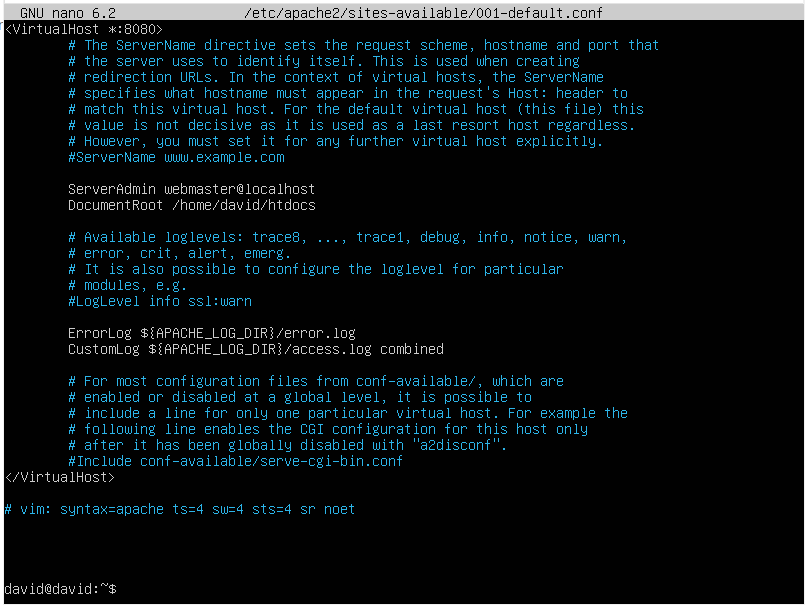 GNU nano 6.2 /etc/apache2/sites-available/001-default.conf
<VirtualHost *:8080>
# The ServerName directive sets the request scheme, hostname and port that
# the server uses to identify itself. This is used when creating
# redirection URLs. In the context of virtual hosts, the ServerName
# specifies what hostname must appear in the request's Host: header to
# match this virtual host. For the default virtual host (this file) this
# value is not decisive as it is used as a last resort host regardless.
# However, you must set it for any further virtual host explicitly.
#ServerName www.example.com
ServerAdmin webmaster@localhost
DocumentRoot /home/david/htdocs
# Available loglevels: trace8, ..., trace1, debug, info, notice, warn,
# error, crit, alert, emerg.
# It is also possible to configure the loglevel for particular
# modules, e.g.
#LogLevel info ssl:warn
ErrorLog ${APACHE_LOG_DIR}/error.log
CustomLog ${APACHE_LOG_DIR}/access.log combined
# For most configuration files from conf-available/, which are
# enabled or disabled at a global level, it is possible to
# include a line for only one particular virtual host. For example the
# following line enables the CGI configuration for this host only
# after it has been globally disabled with "a2disconf".
#Include conf-available/serve-cgi-bin.conf
</VirtualHost>
# vim: syntax=apache ts=4 sw=4 sts=4 sr noet
david@david:~$